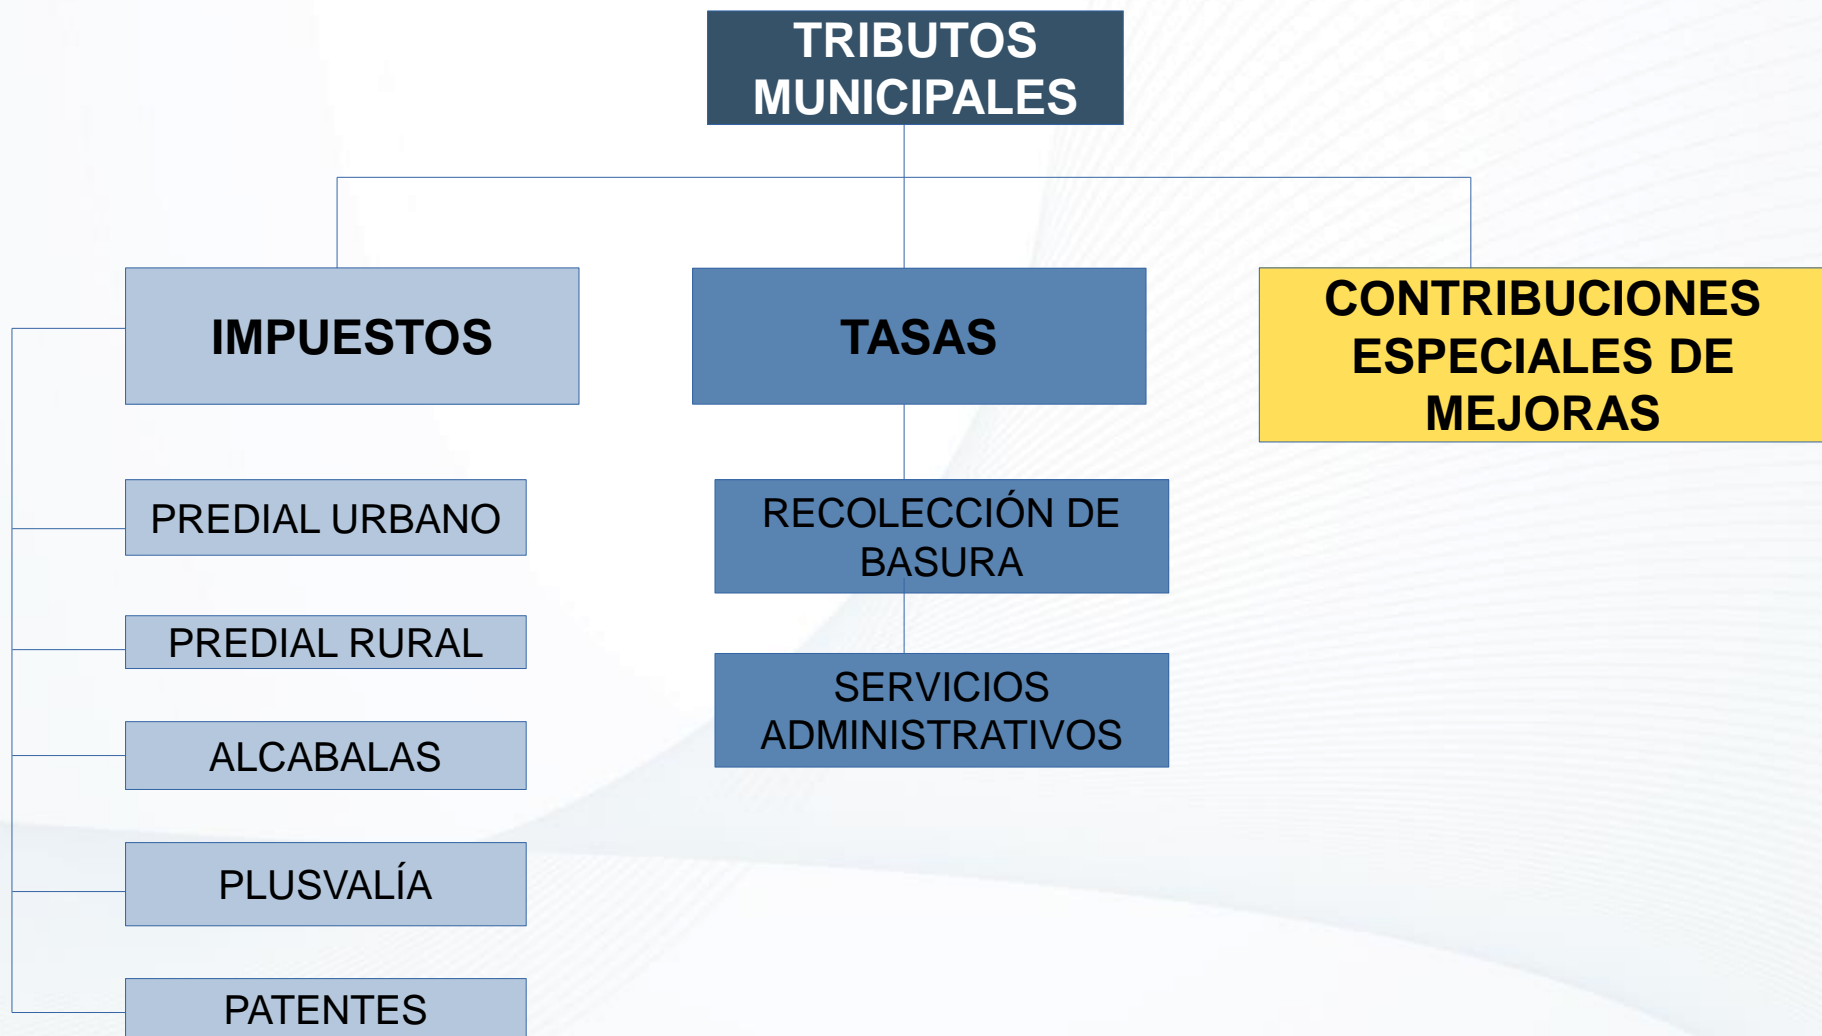 TRIBUTOS
MUNICIPALES
IMPUESTOS
TASAS
CONTRIBUCIONES
ESPECIALES DE
MEJORAS
PREDIAL URBANO
PREDIAL RURAL
ALCABALAS
PLUSVALÍA
PATENTES
RECOLECCIÓN DE
BASURA
SERVICIOS
ADMINISTRATIVOS